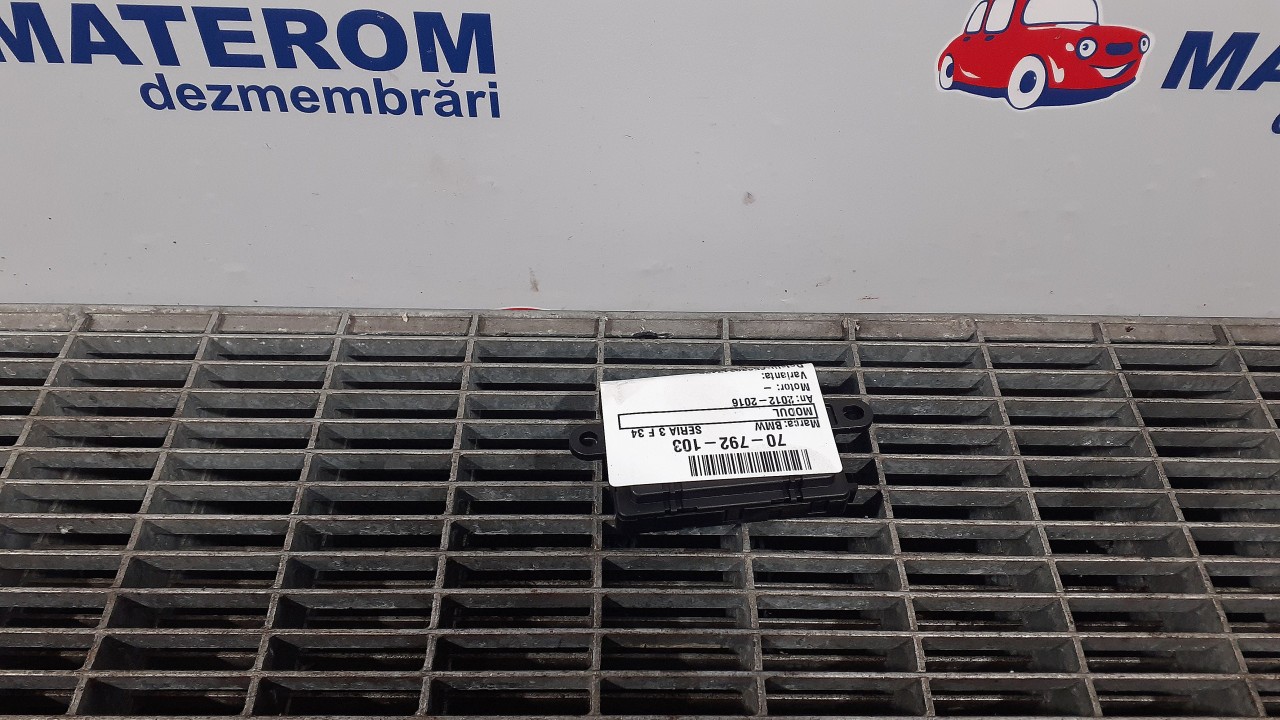 MATEROM
dezmembrări
MA
70-792-103
Marca: BMW SERIA 3 F 34
MODUL
An: 2012-2016
Motor: -
Varianta: